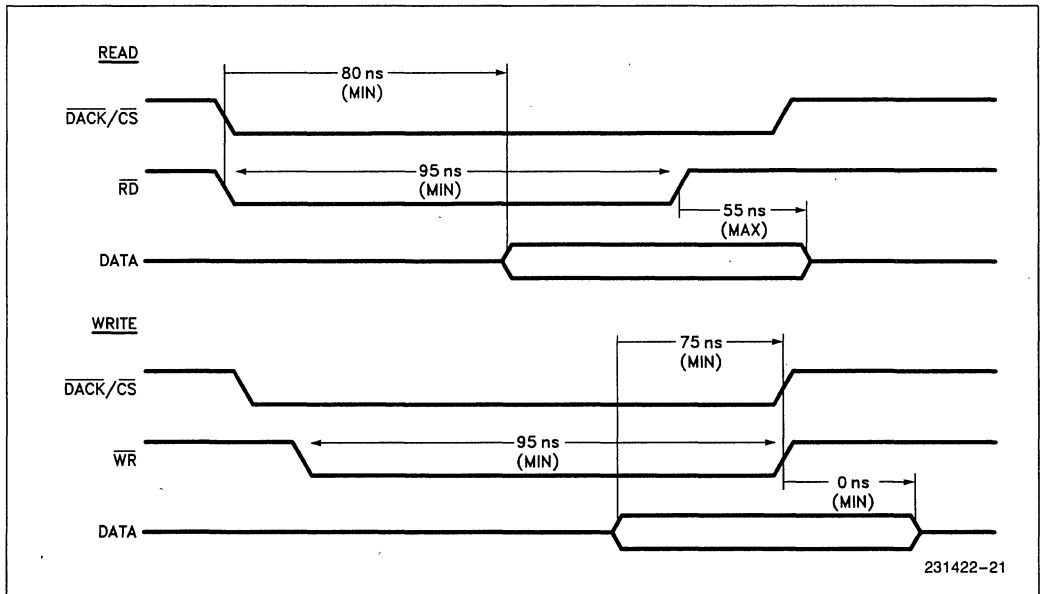 READ
80 ns
(MIN)
DACK/CS
95 ns
(MIN)
RD
55 ns
(MAX)
DATA
WRITE
75 ns
(MIN)
DACK/CS
95 ns
(MIN)
WR
0 ns
(MIN)
DATA
231422-21